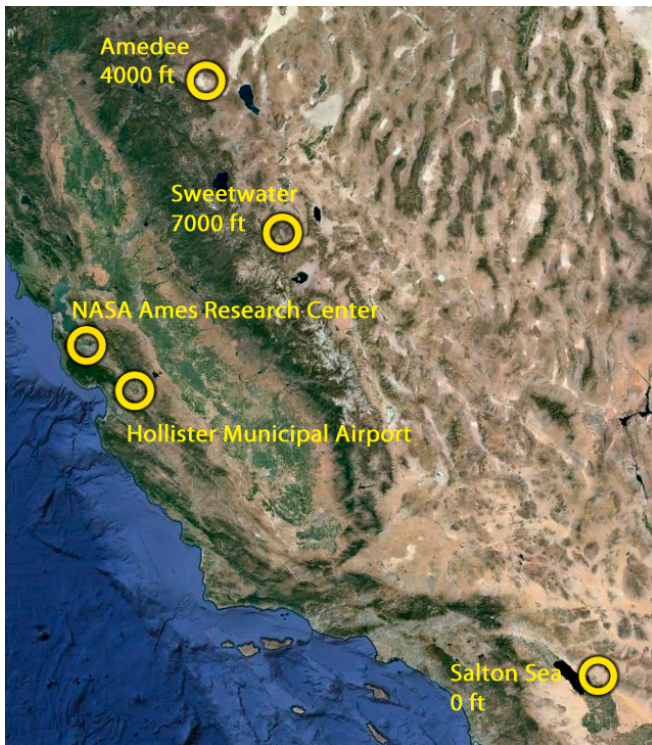 Amedee
4000 ft
Sweetwater
7000 ft
NASA Ames Research Center
Hollister Municipal Airport
Salton Sea
0 ft